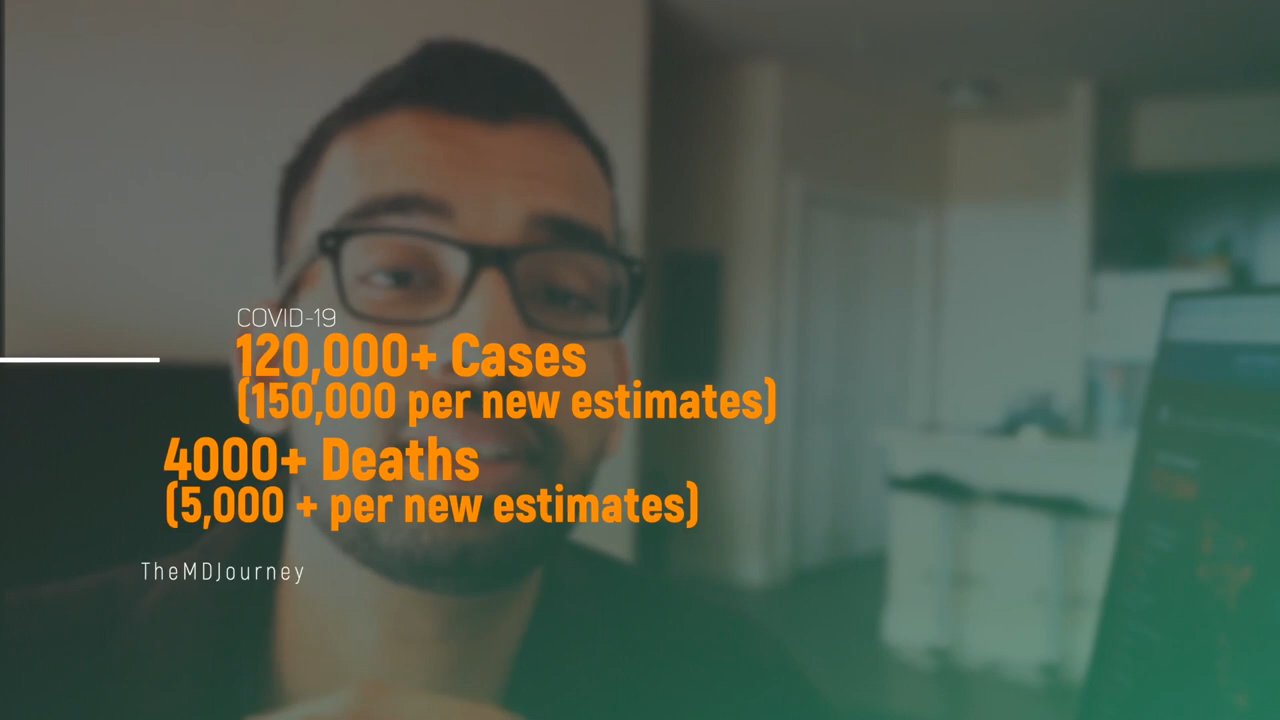 COVID-19
120,000+ Cases
(150,000 per new estimates)
4000+ Deaths
(5,000 + per new estimates)
TheMDJourney